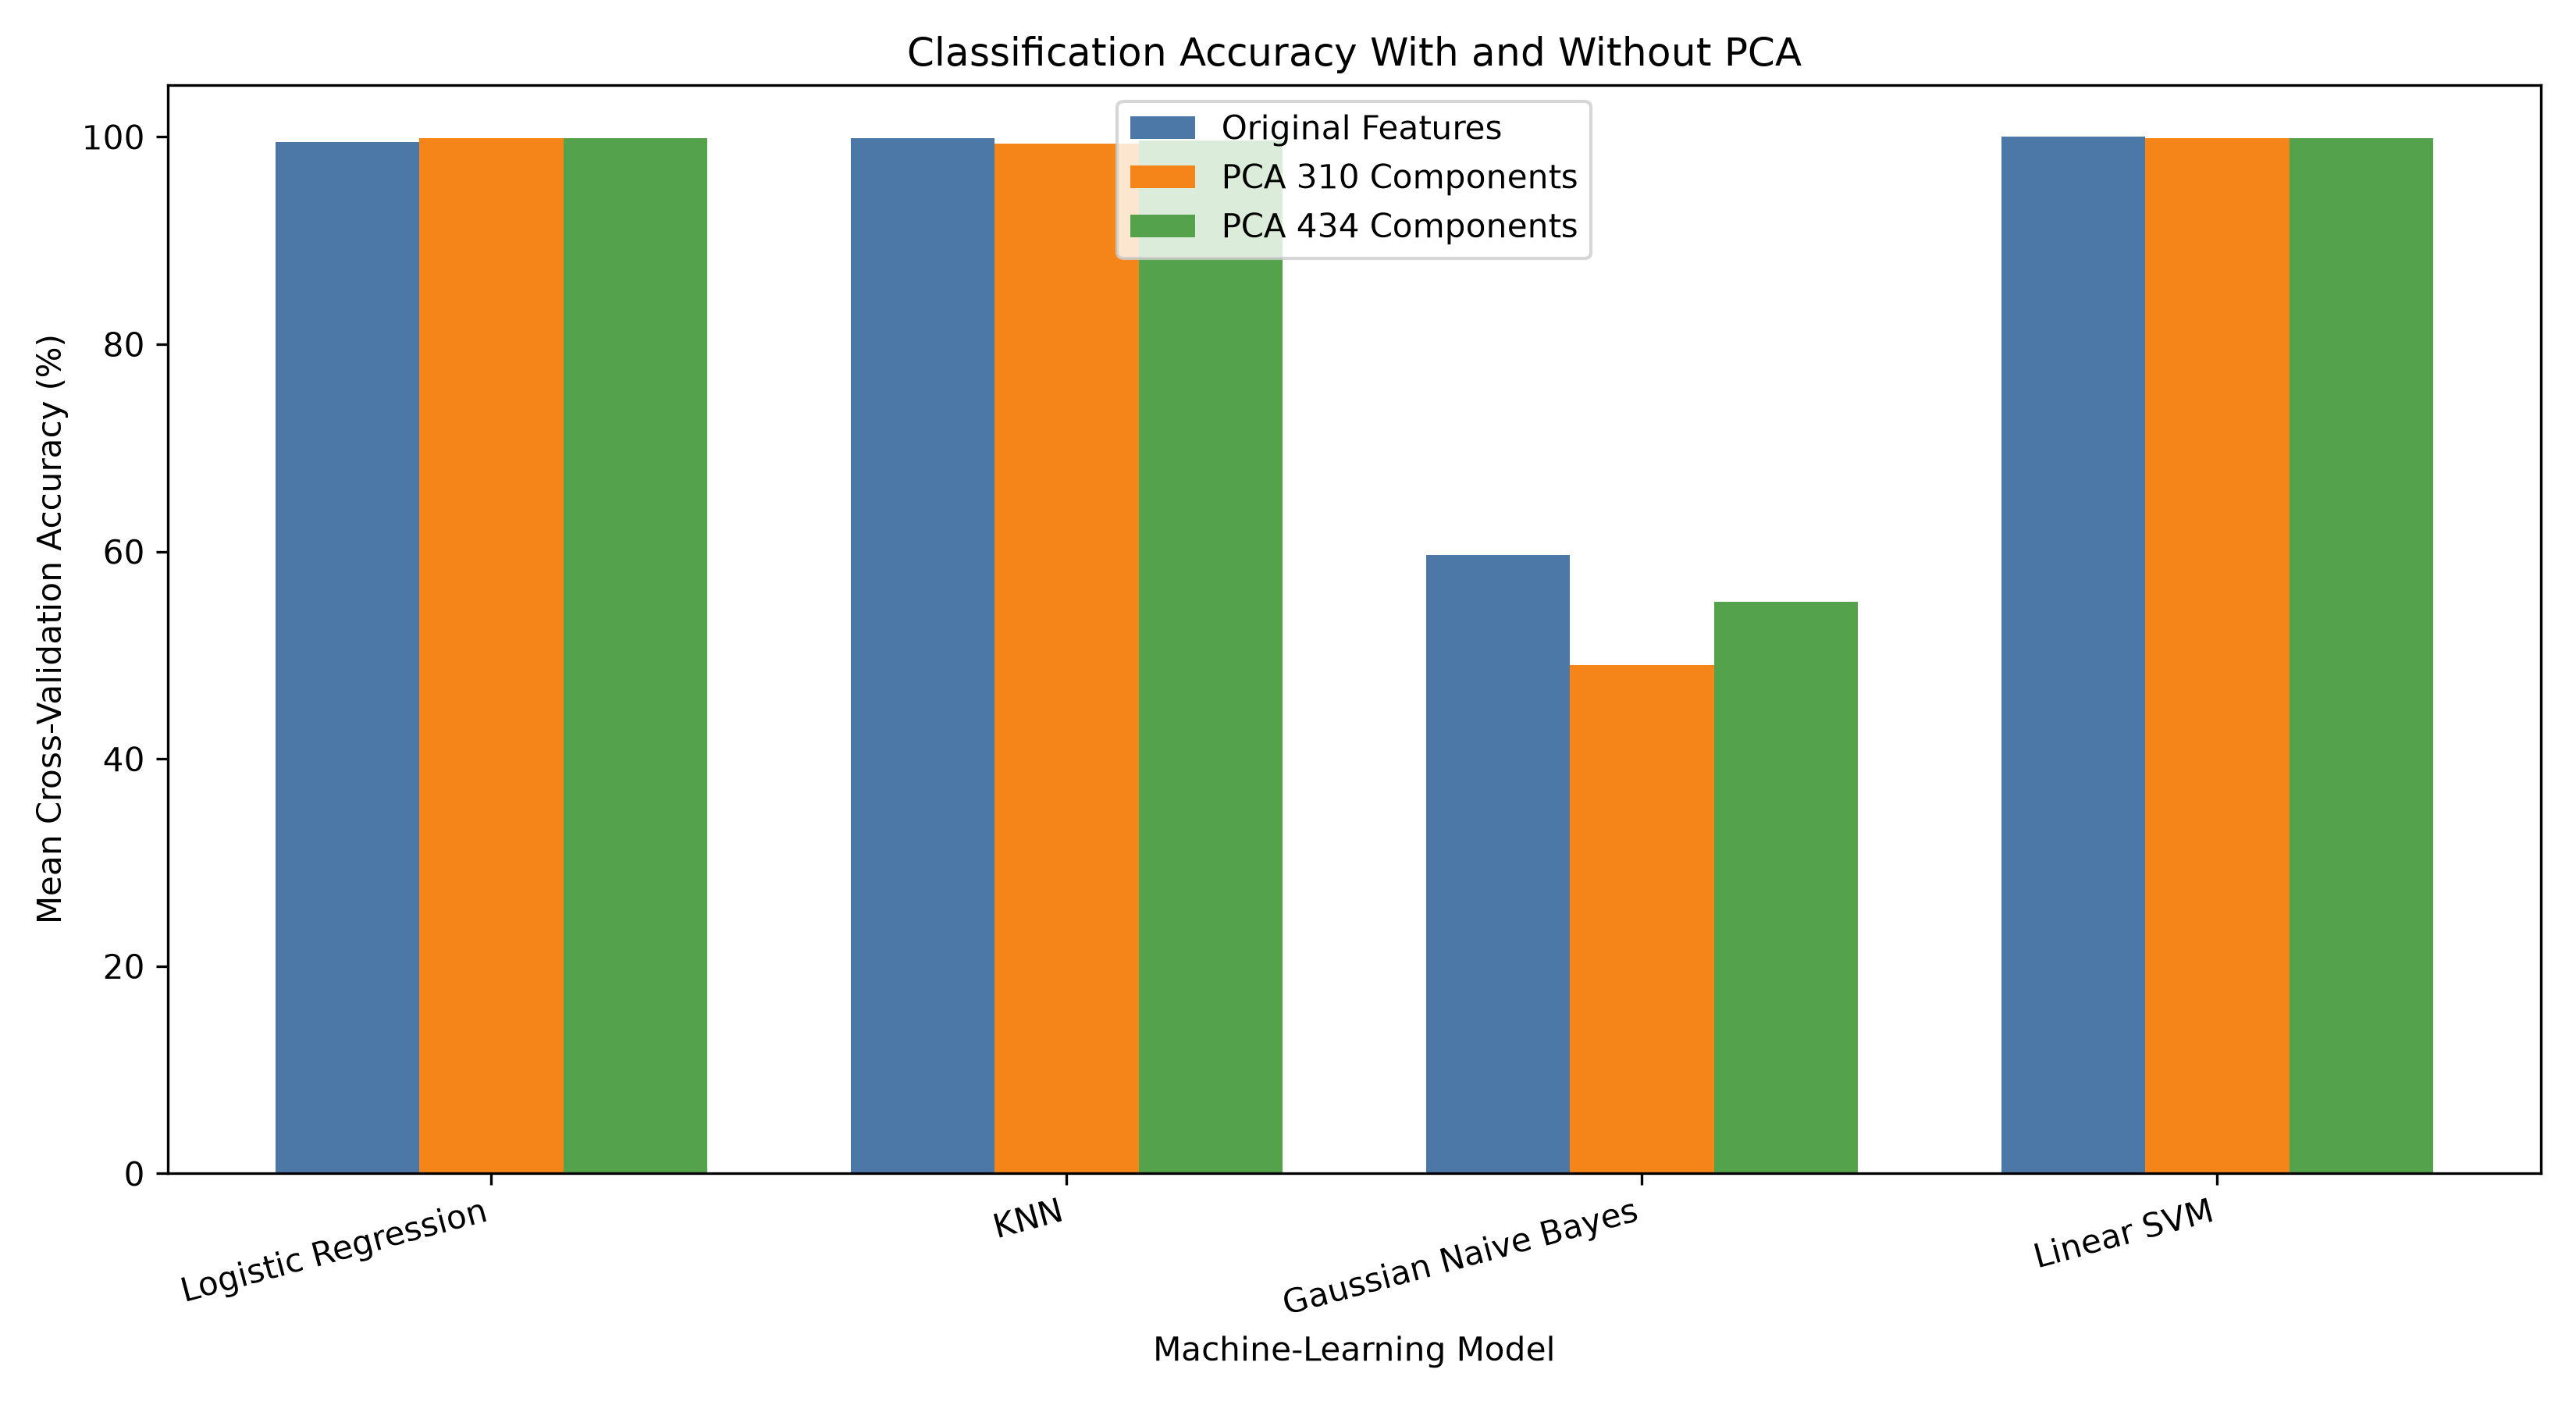 Classification Accuracy With and Without PCA
Original Features
PCA 310 Components
PCA 434 Components
Mean Cross-Validation Accuracy (%)
100
80
60
40
20
0
Logistic Regression
KNN
Gaussian Naive Bayes
Linear SVM
Machine-Learning Model